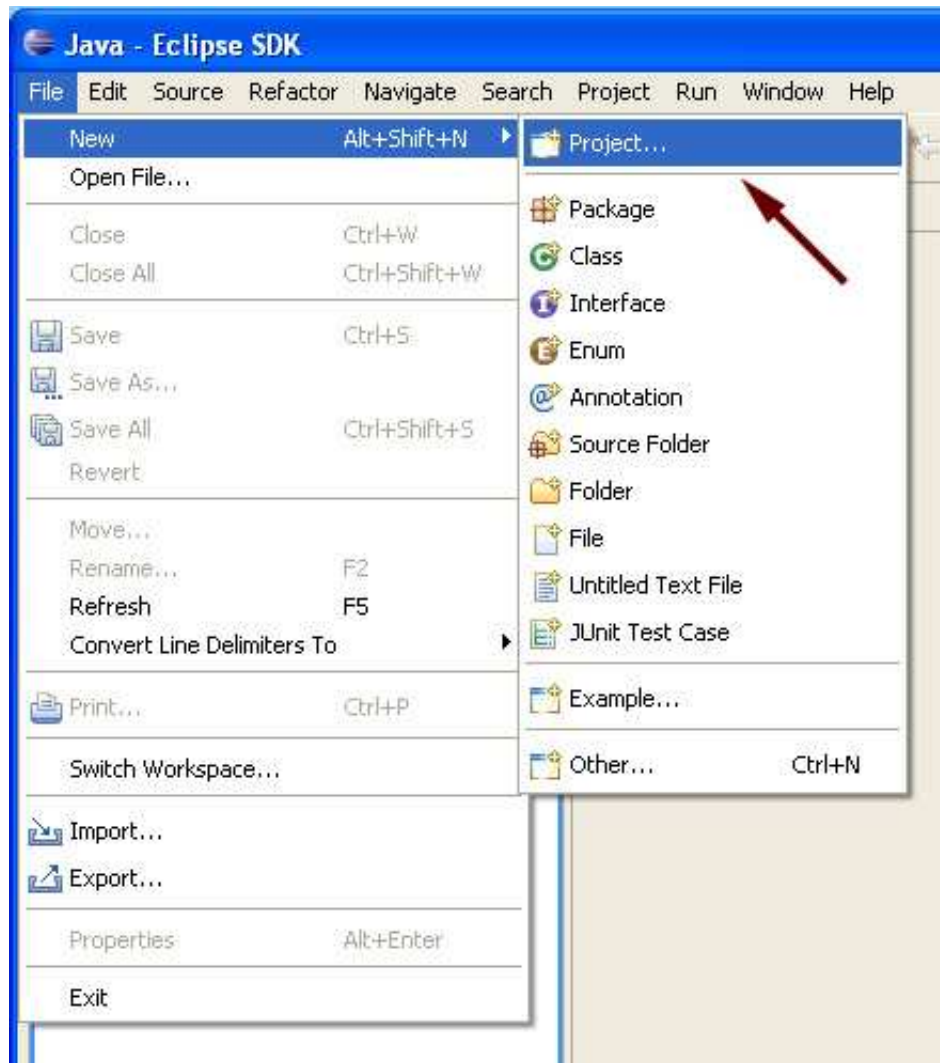 Java - Eclipse SDK
File Edit Source Refactor Navigate Search Project Run Window Help
New Alt+Shift+N
Open File...
Close Ctrl+W
Close All Ctrl+Shift+W
Save Ctrl+S
Save As...
Save All Ctrl+Shift+S
Revert
Move...
Rename... F2
Refresh F5
Convert Line Delimiters To
Print... Ctrl+P
Switch Workspace...
Import...
Export...
Properties Alt+Enter
Exit
Project...
Package
Class
Interface
Enum
Annotation
Source Folder
Folder
File
Untitled Text File
JUnit Test Case
Example...
Other... Ctrl+N